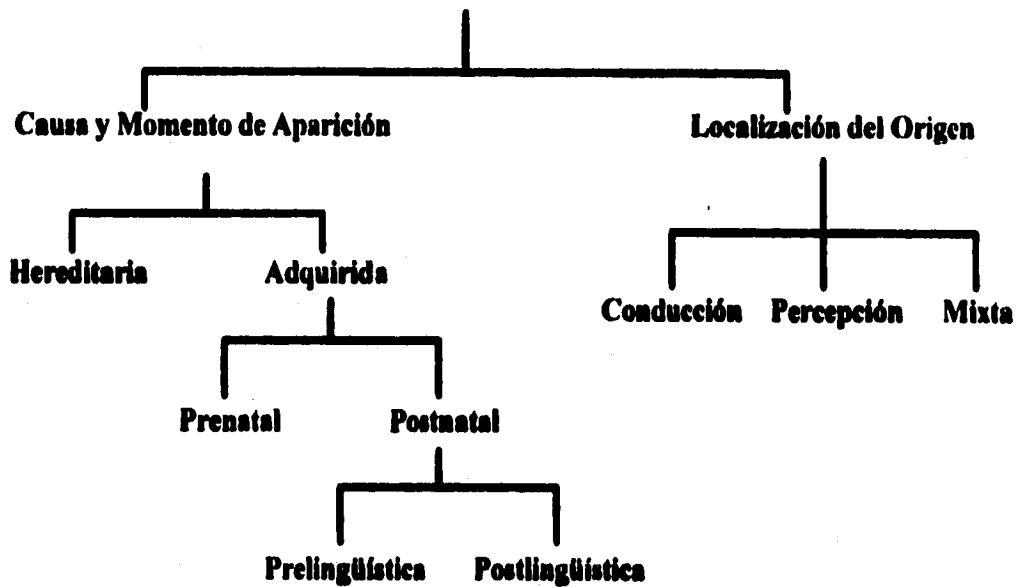 Causa y Momento de Aparición
Localización del Origen
Hereditaria
Adquirida
Conducción
Percepción
Mixta
Prenatal
Postnatal
Prelingüística
Postlingüística